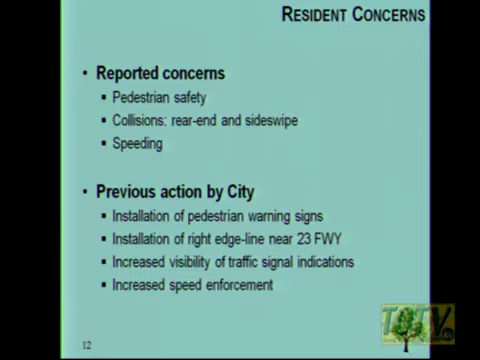 RESIDENT CONCERNS
• Reported concerns
▪ Pedestrian safety
▪ Collisions: rear-end and sideswipe
▪ Speeding
• Previous action by City
▪ Installation of pedestrian warning signs
▪ Installation of right edge-line near 23 FWY
▪ Increased visibility of traffic signal indications
▪ Increased speed enforcement
12